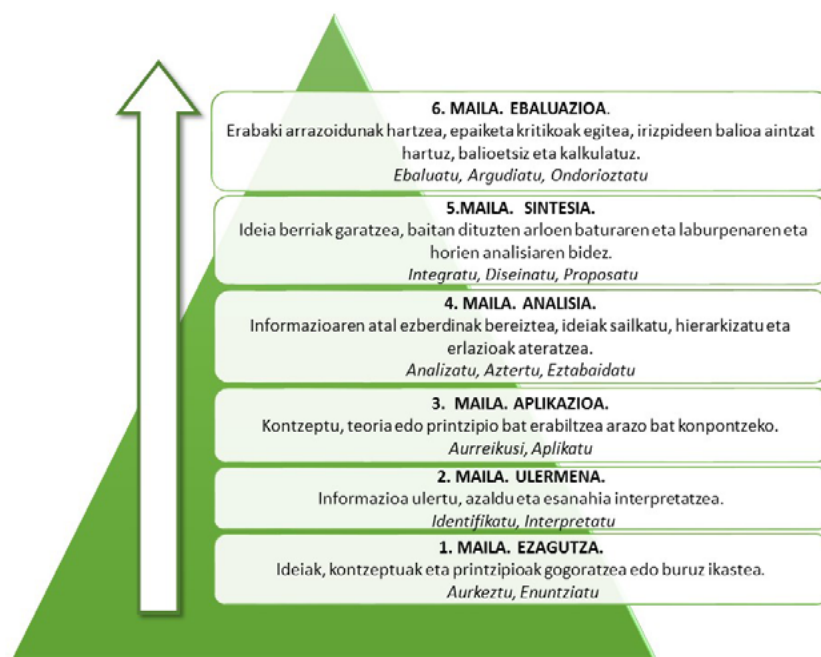 6. MAILA. EBALUAZIOA.
Erabaki arrazoidunak hartzea, epaiketa kritikoak egitea, irizpideen balioa aintzat
hartuz, balioetsiz eta kalkulatuz.
Ebaluatu, Argudiatu, Ondorioztatu
5.MAILA. SINTESIA.
Ideia berriak garatzea, baitan dituzten arloen baturaren eta laburpenaren eta
horien analisiaren bidez.
Integratu, Diseinatu, Proposatu
4. MAILA. ANALISIA.
Informazioaren atal ezberdinak bereiztea, ideiak sailkatu, hierarkizatu eta
erlazioak ateratzea.
Analizatu, Aztertu, Eztabaidatu
3. MAILA. APLIKAZIOA.
Kontzeptu, teoria edo printzipio bat erabiltzea arazo bat konpontzeko.
Aurreikusi, Aplikatu
2. MAILA. ULERMENA.
Informazioa ulertu, azaldu eta esanahia interpretatzea.
Identifikatu, Interpretatu
1. MAILA. EZAGUTZA.
Ideiak, kontzeptuak eta printzipioak gogoratzea edo buruz ikastea.
Aurkeztu, Enuntziatu